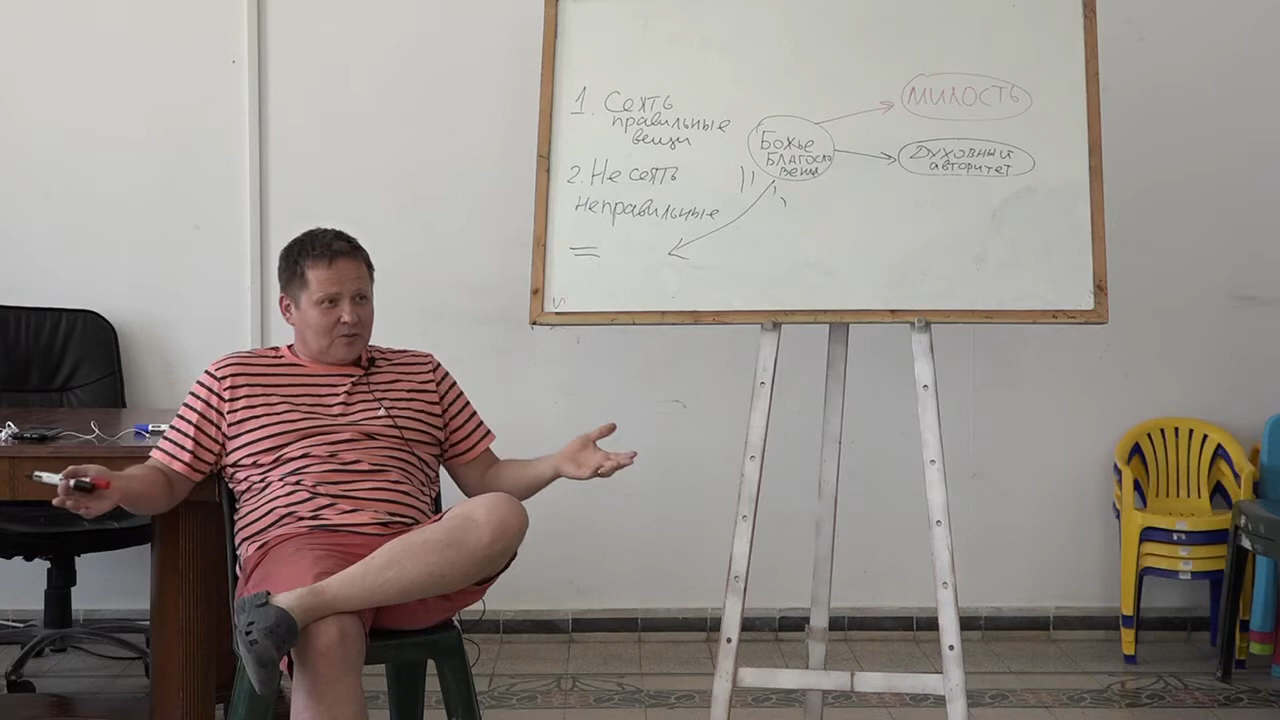 1. Сеять
правильные
вещи
2. Не сеять
неправильные
=
Божье
Благосло
вение
МИЛОСТЬ
Духовный
авторитет